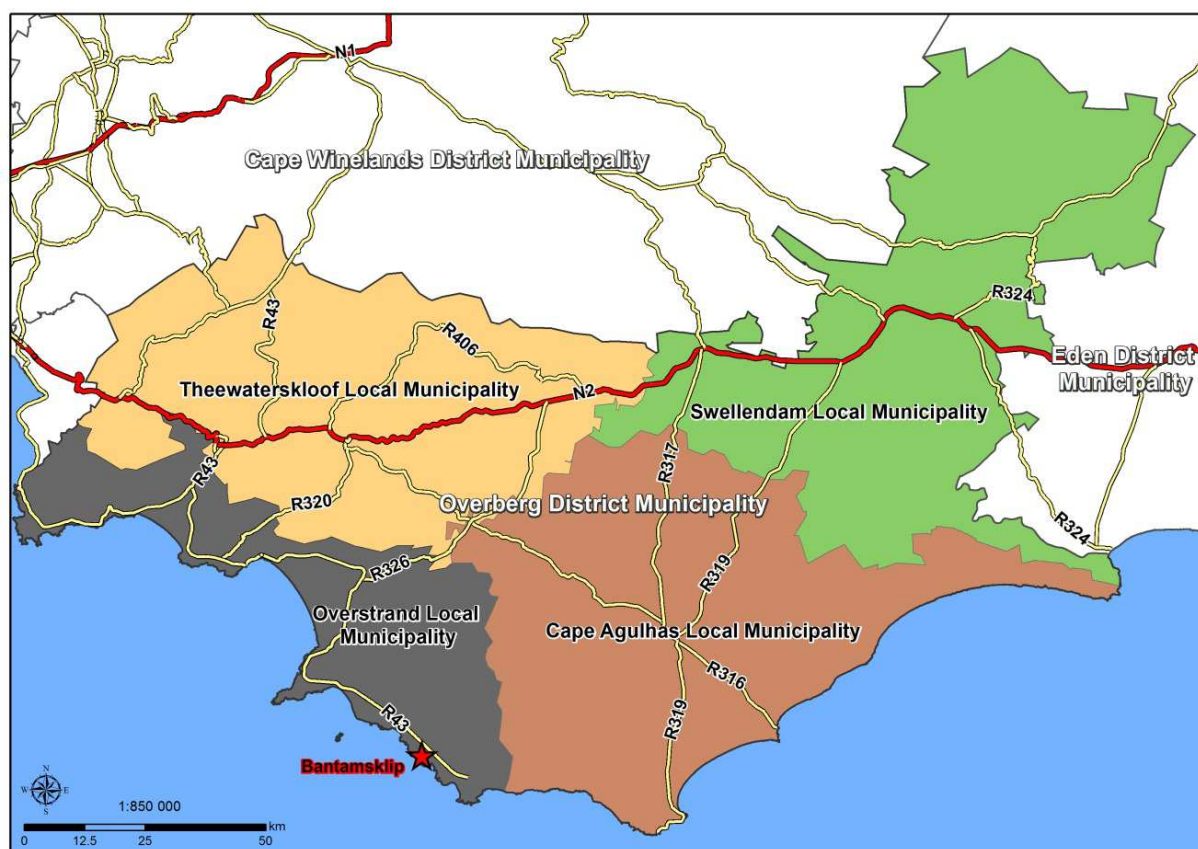 N1
Cape Winelands District Municipality
R43
R406
R324
Theewaterskloof Local Municipality
N2
Eden District
Municipality
Swellendam Local Municipality
R43
R317
R320
Overberg District Municipality
R324
R326
R319
Overstrand Local
Municipality
Cape Agulhas Local Municipality
R316
R43
R319
Bantamsklip
N
W E
S
1:850 000
km
0 12.5 25 50